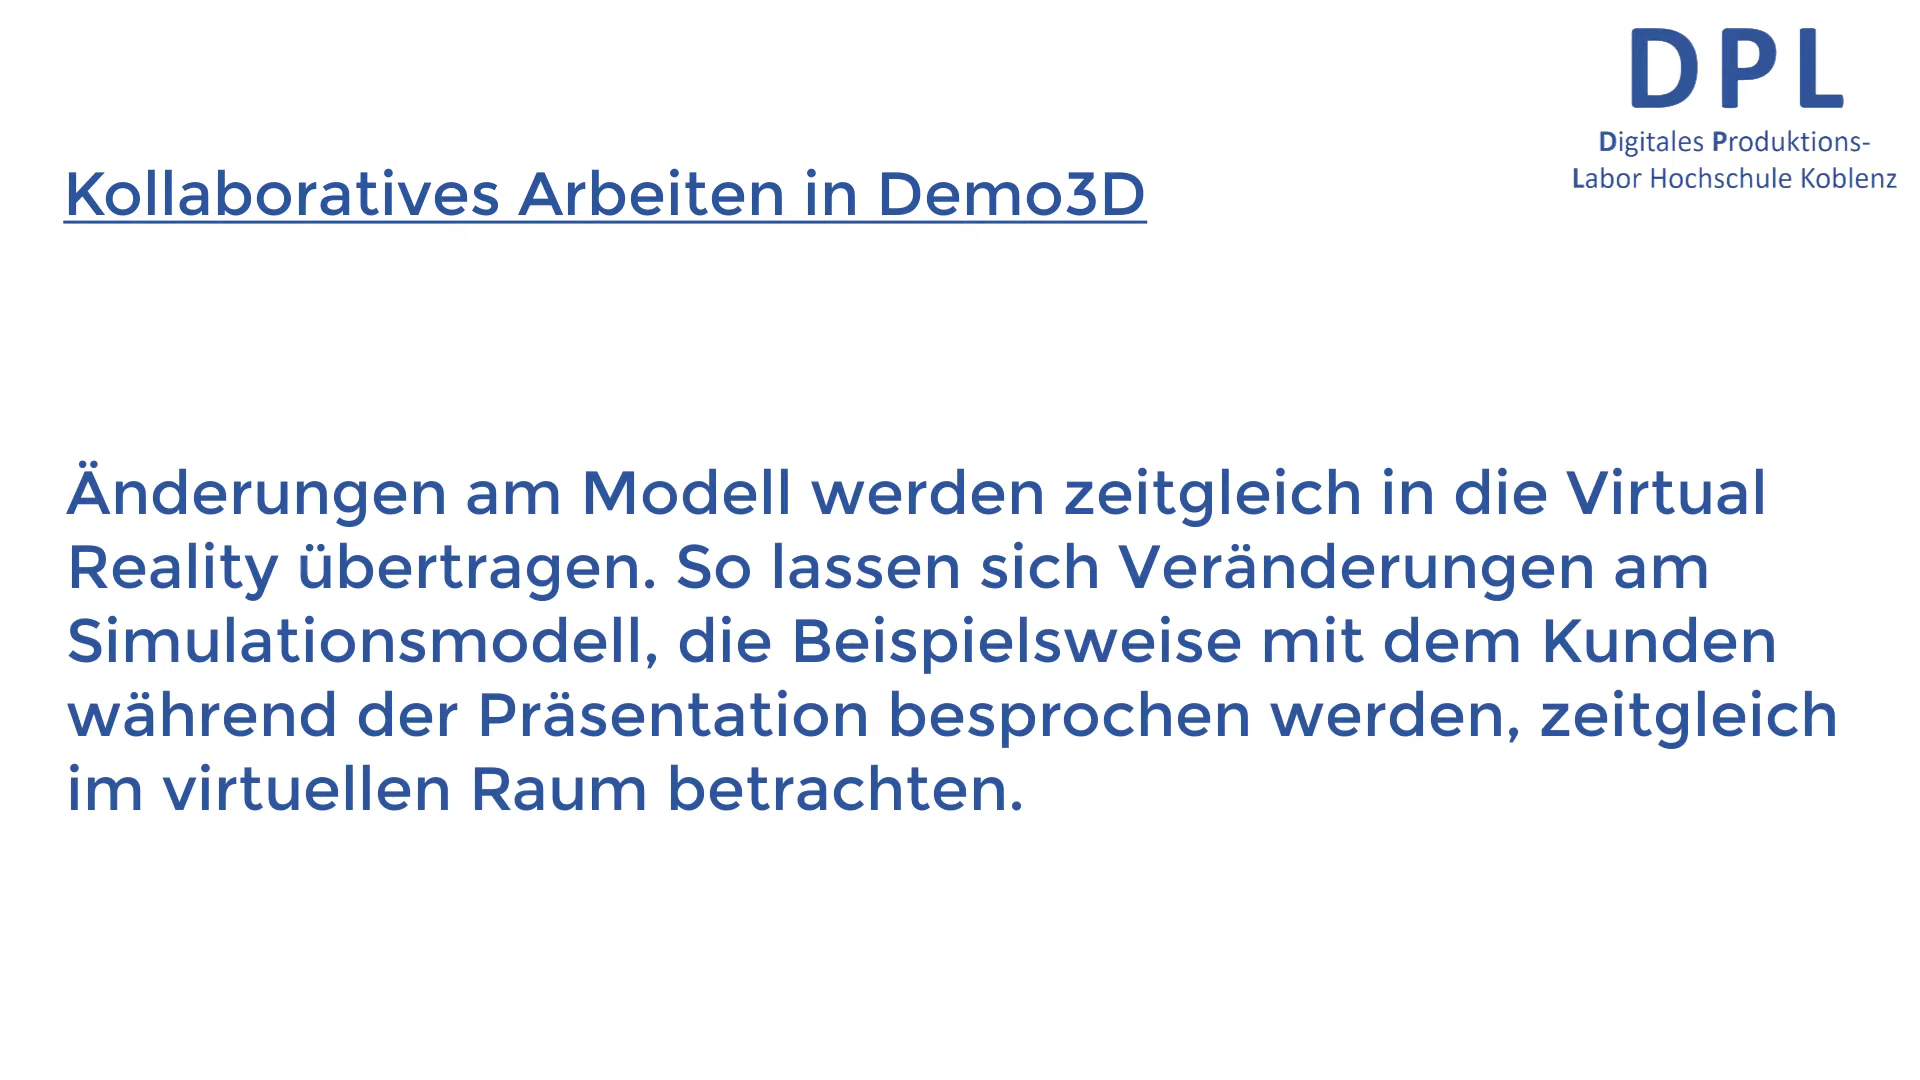 DPL
Digitales Produktions-
Labor Hochschule Koblenz
Kollaboratives Arbeiten in Demo3D
Änderungen am Modell werden zeitgleich in die Virtual
Reality übertragen. So lassen sich Veränderungen am
Simulationsmodell, die Beispielsweise mit dem Kunden
während der Präsentation besprochen werden, zeitgleich
im virtuellen Raum betrachten.